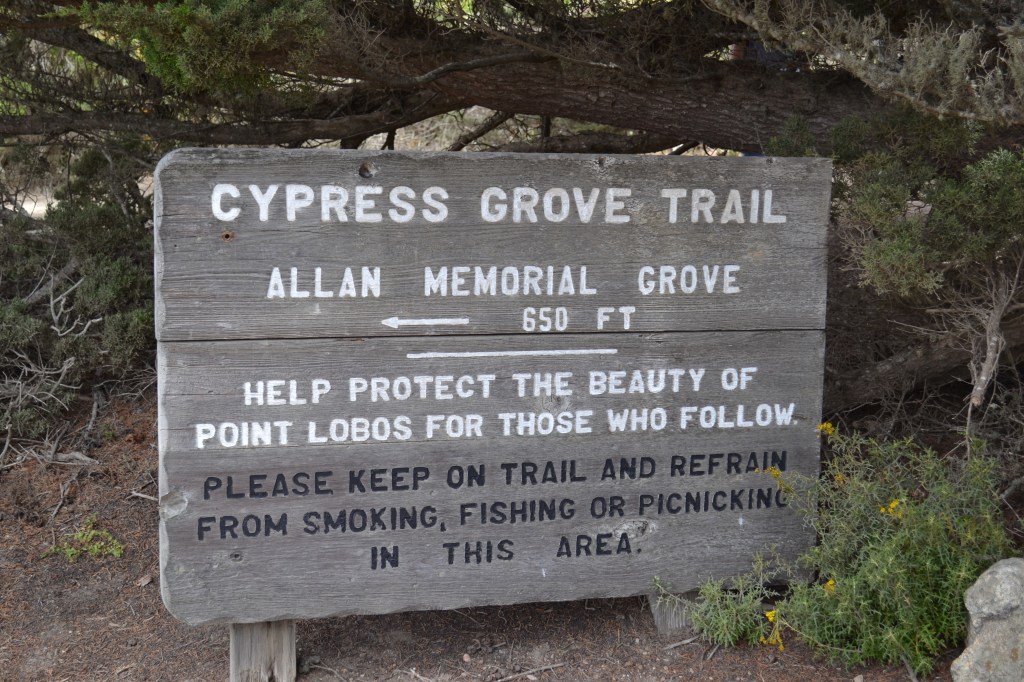 CYPRESS GROVE TRAIL
ALLAN MEMORIAL GROVE
← 650 FT
HELP PROTECT THE BEAUTY OF
POINT LOBOS FOR THOSE WHO FOLLOW.
PLEASE KEEP ON TRAIL AND REFRAIN
FROM SMOKING, FISHING OR PICNICKING
IN THIS AREA.